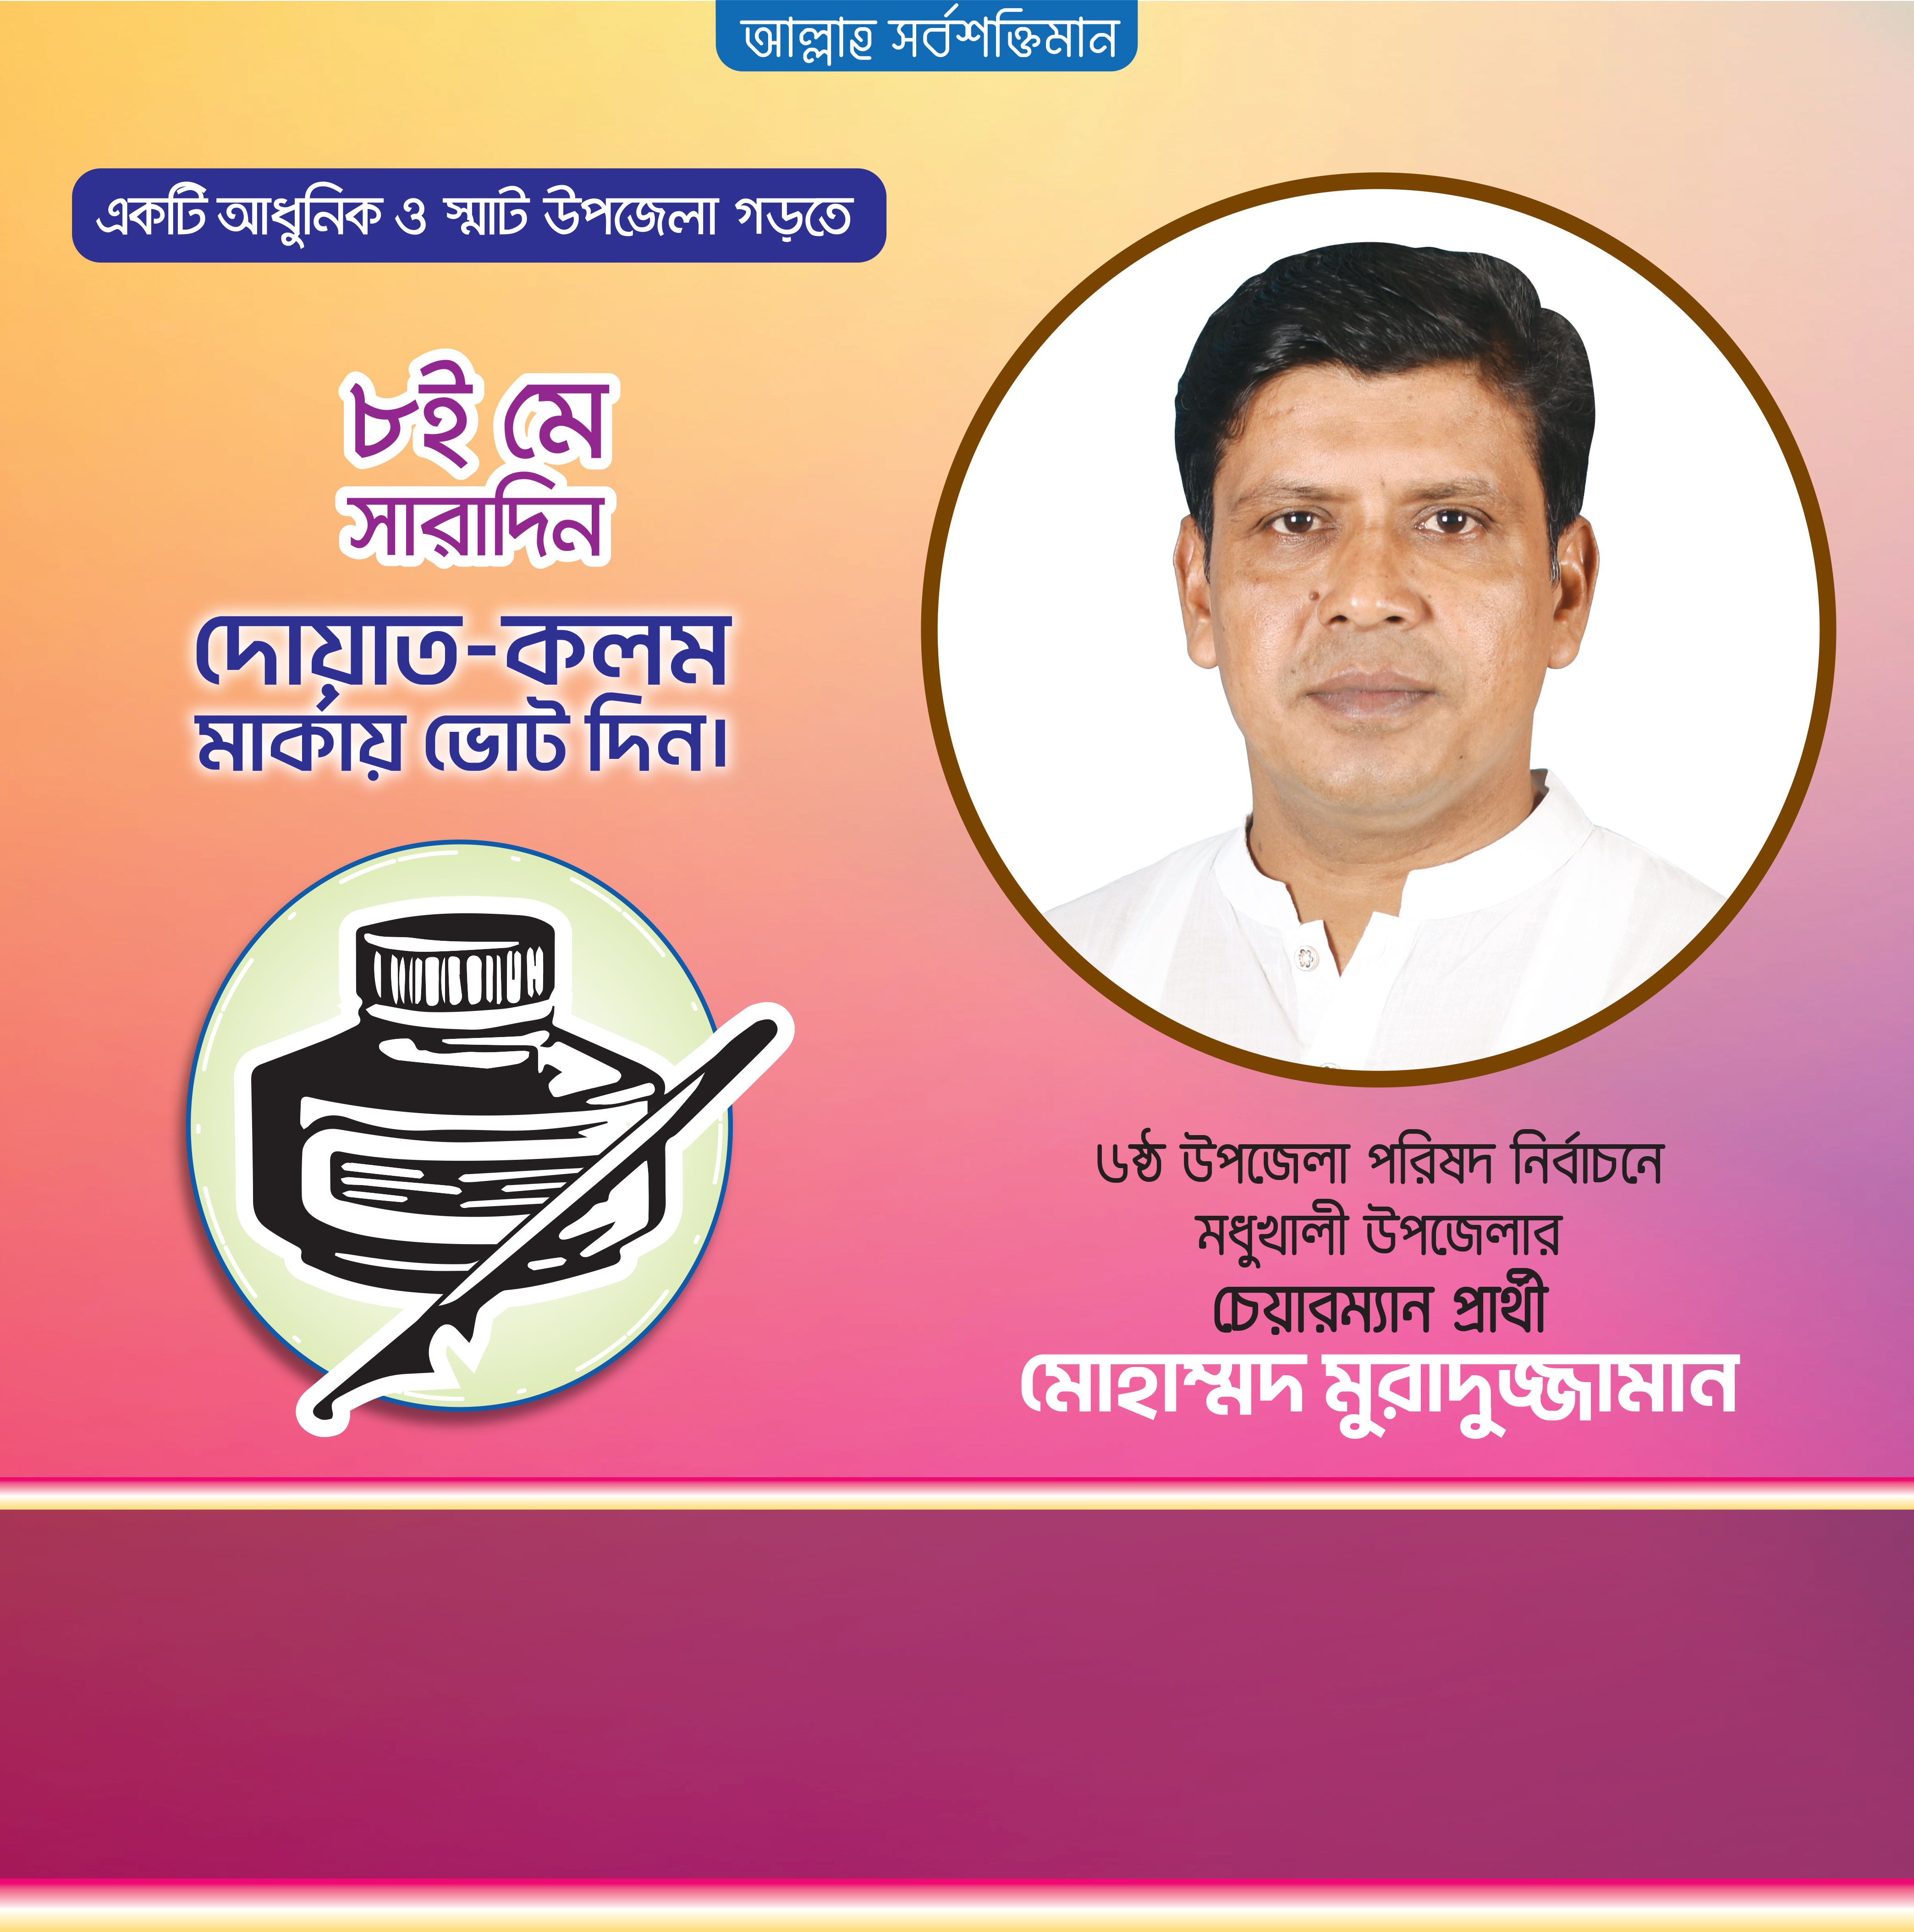 আল্লাহ সর্বশক্তিমান
একটি আধুনিক ও স্মাট উপজেলা গড়তে
৮ই মে
সারাদিন
দোয়াত-কলম
মার্কায় ভোট দিন।
৬ষ্ঠ উপজেলা পরিষদ নির্বাচনে
মধুখালী উপজেলার
চেয়ারম্যান প্রার্থী
মোহাম্মদ মুরাদুজ্জামান